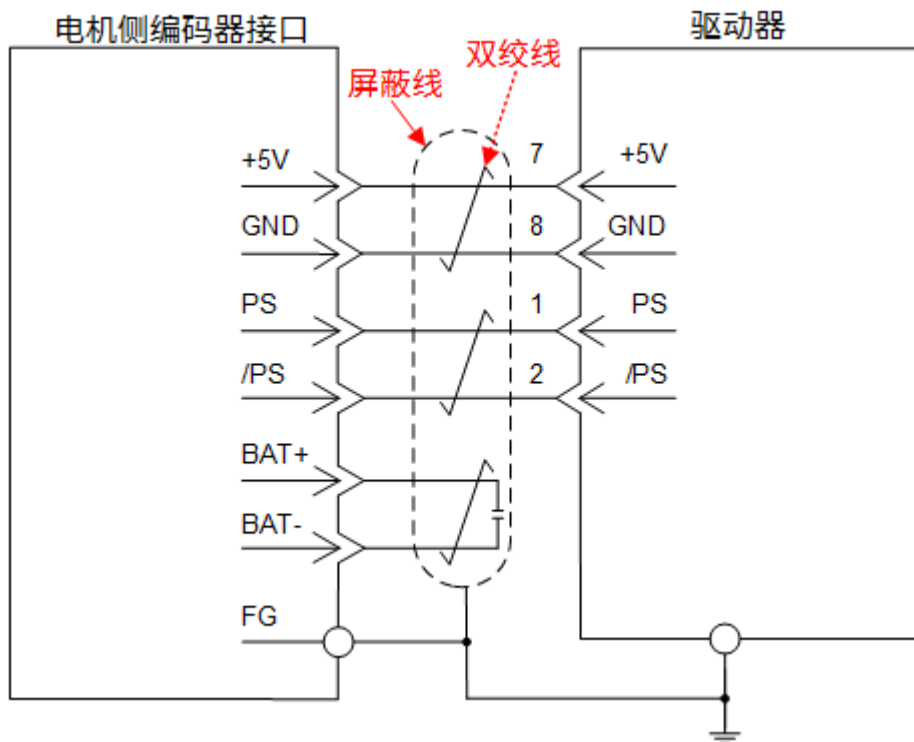 电机侧编码器接口
驱动器
双绞线
屏蔽线
+5V 7 +5V
GND 8 GND
PS 1 PS
/PS 2 /PS
BAT+
BAT-
FG